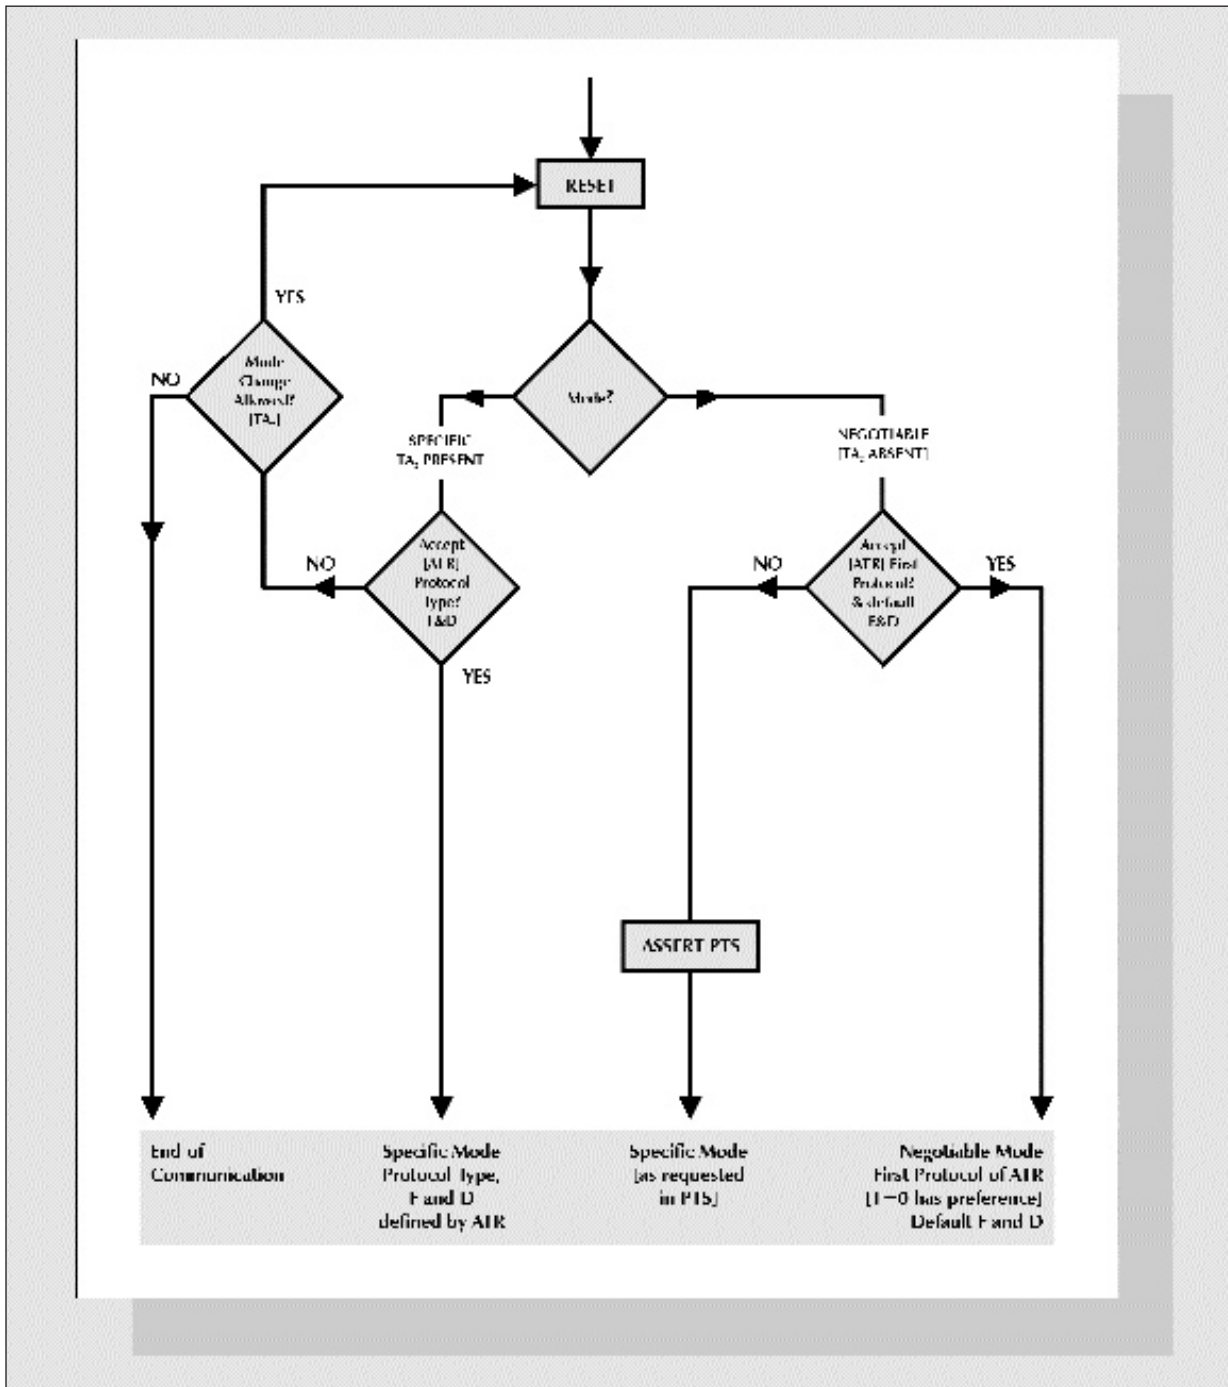 RESET
YES
Mode
Change
Allowed?
NO
Mode?
SPECIFIC
TA₂ PRESENT
NEGOTIABLE
[TA₂ ABSENT]
NO
Accept
[ATR]
Protocol
Type?
F&D
YES
NO
Accept
[ATR] First
Protocol?
& default
F&D
YES
ASSERT PTS
End of
Communication
Specific Mode
Protocol Type,
F and D
defined by ATR
Specific Mode
[as requested
in PTS]
Negotiable Mode
First Protocol of ATR
[T=0 has preference]
Default F and D